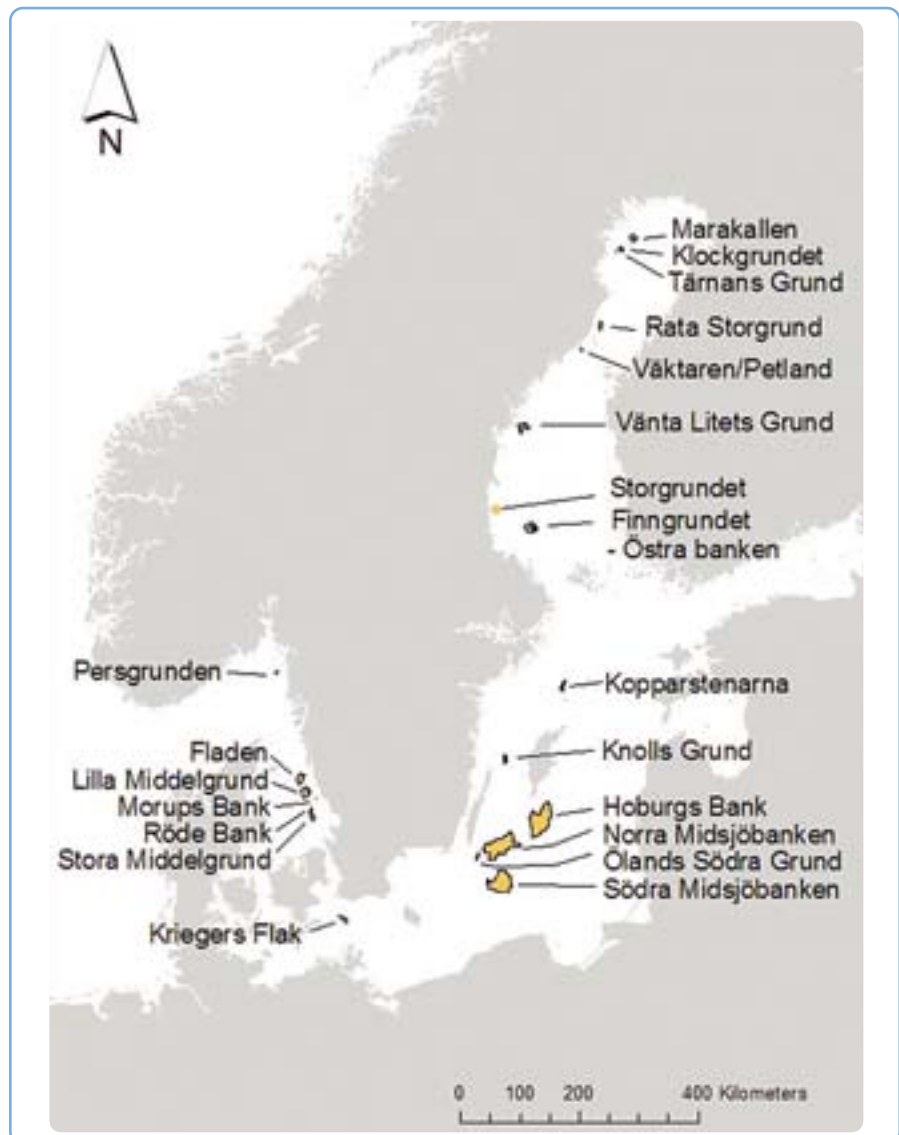 N
Marakallen
Klockgrundet
Tärnans Grund
Rata Storgrund
Väktaren/Petland
Vänta Litets Grund
Storgrundet
Finngrundet
- Östra banken
Persgrunden
Kopparstenarna
Fladen
Lilla Middelgrund
Morups Bank
Röde Bank
Stora Middelgrund
Knolls Grund
Hoburgs Bank
Norra Midsjöbanken
Ölands Södra Grund
Södra Midsjöbanken
Kriegers Flak
0 100 200 400 Kilometers